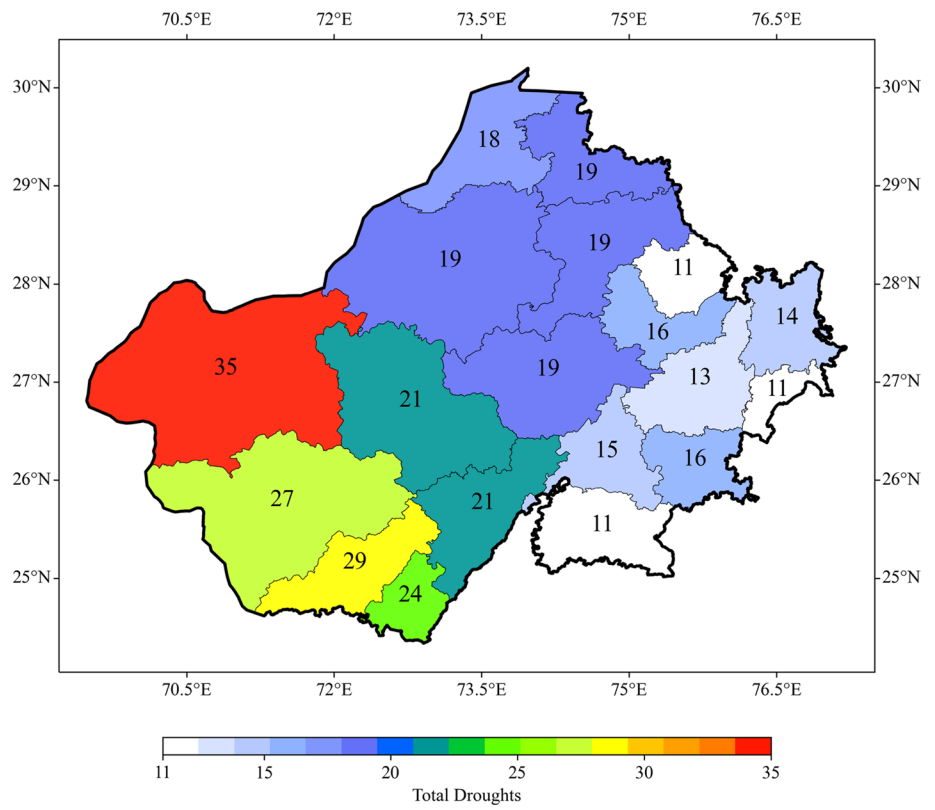 70.5°E 72°E 73.5°E 75°E 76.5°E
30°N 30°N
18
29°N 19 29°N
19 19 11
28°N 28°N
14
16
35 19 13
27°N 27°N
21 11
15 16
26°N 26°N
27 21
11
29
25°N 25°N
24
70.5°E 72°E 73.5°E 75°E 76.5°E
11 15 20 25 30 35
Total Droughts